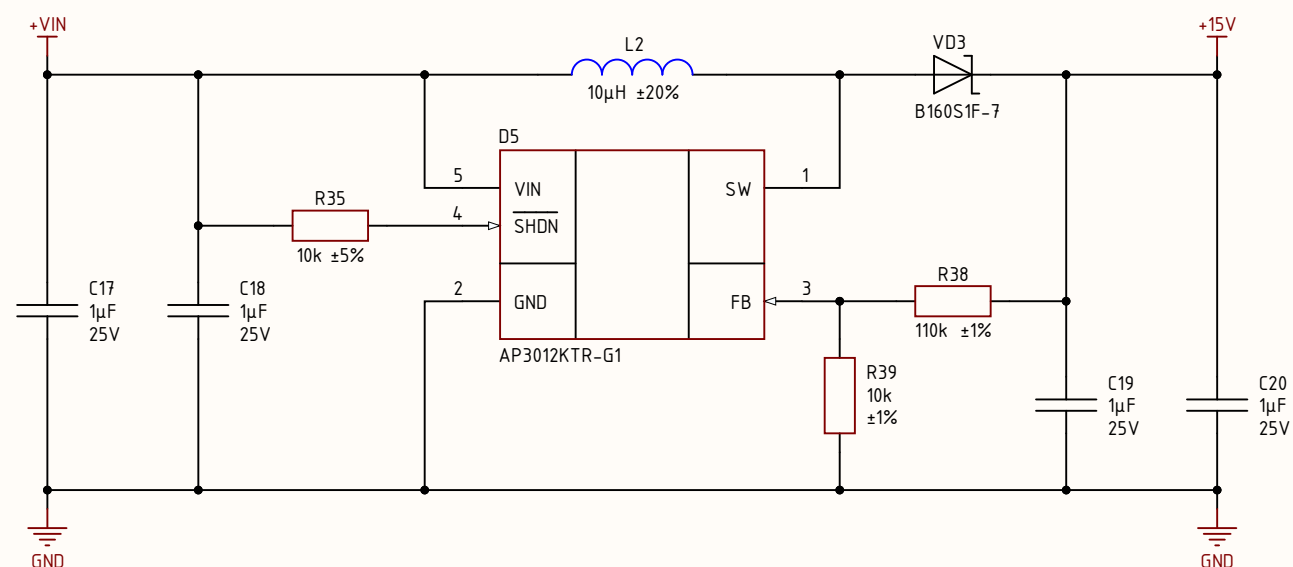 +VIN
+15V
L2
10µH ±20%
VD3
B160S1F-7
D5
5
VIN
SW
1
R35
10k ±5%
4
SHDN
C17
1µF
25V
C18
1µF
25V
2
GND
FB
3
R38
110k ±1%
AP3012KTR-G1
R39
10k
±1%
C19
1µF
25V
C20
1µF
25V
GND
GND